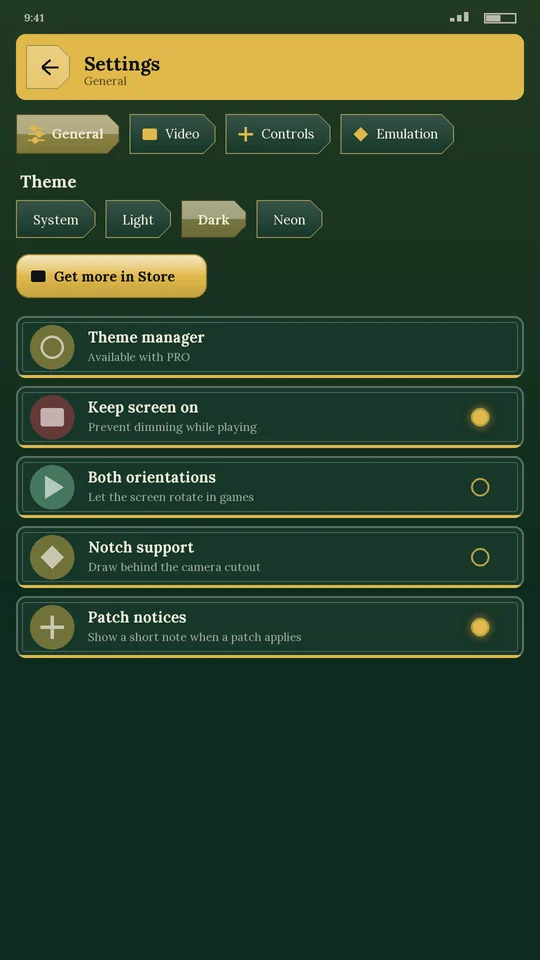 9:41
Settings
General
General
Video
Controls
Emulation
Theme
System
Light
Dark
Neon
Get more in Store
Theme manager
Available with PRO
Keep screen on
Prevent dimming while playing
Both orientations
Let the screen rotate in games
Notch support
Draw behind the camera cutout
Patch notices
Show a short note when a patch applies